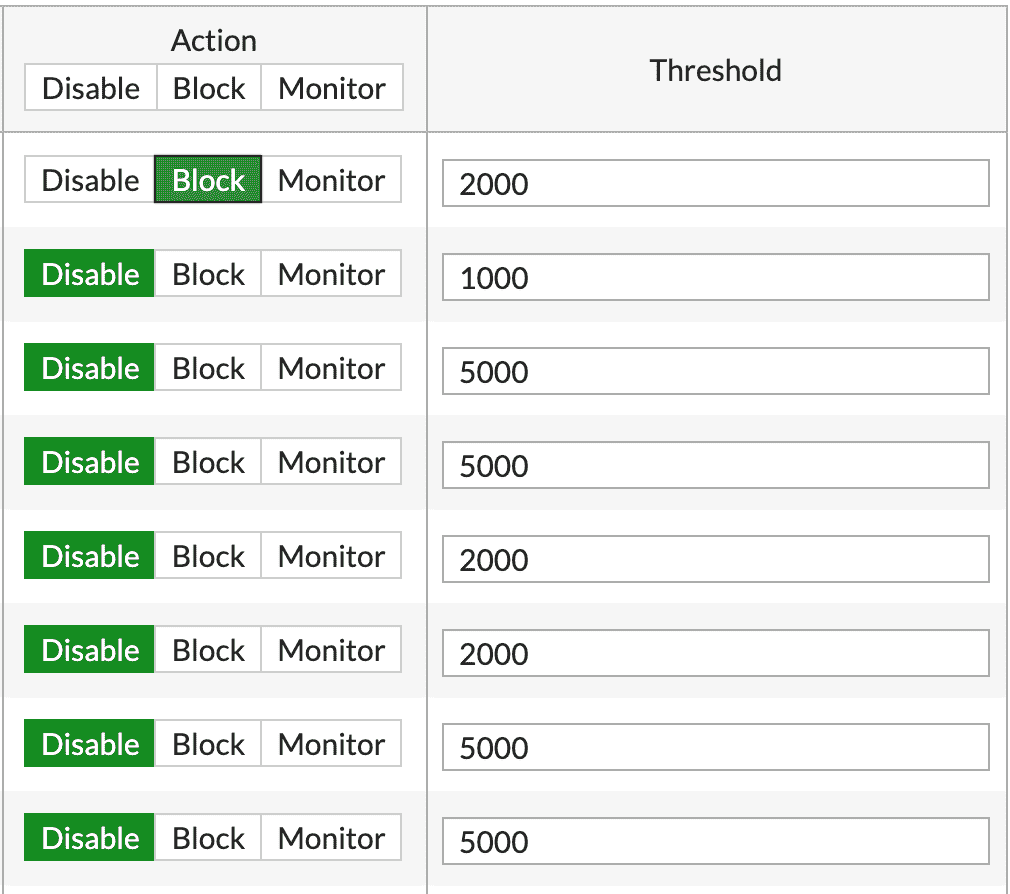 Action
Disable Block Monitor
Threshold
Disable Block Monitor 2000
Disable Block Monitor 1000
Disable Block Monitor 5000
Disable Block Monitor 5000
Disable Block Monitor 2000
Disable Block Monitor 2000
Disable Block Monitor 5000
Disable Block Monitor 5000